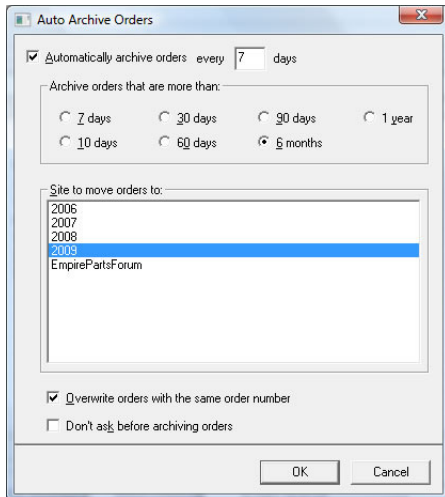 Auto Archive Orders
Automatically archive orders every 7 days
Archive orders that are more than:
7 days 30 days 90 days 1 year
10 days 60 days 6 months
Site to move orders to:
2006
2007
2008
2009
EmpirePartsForum
Overwrite orders with the same order number
Don't ask before archiving orders
OK Cancel